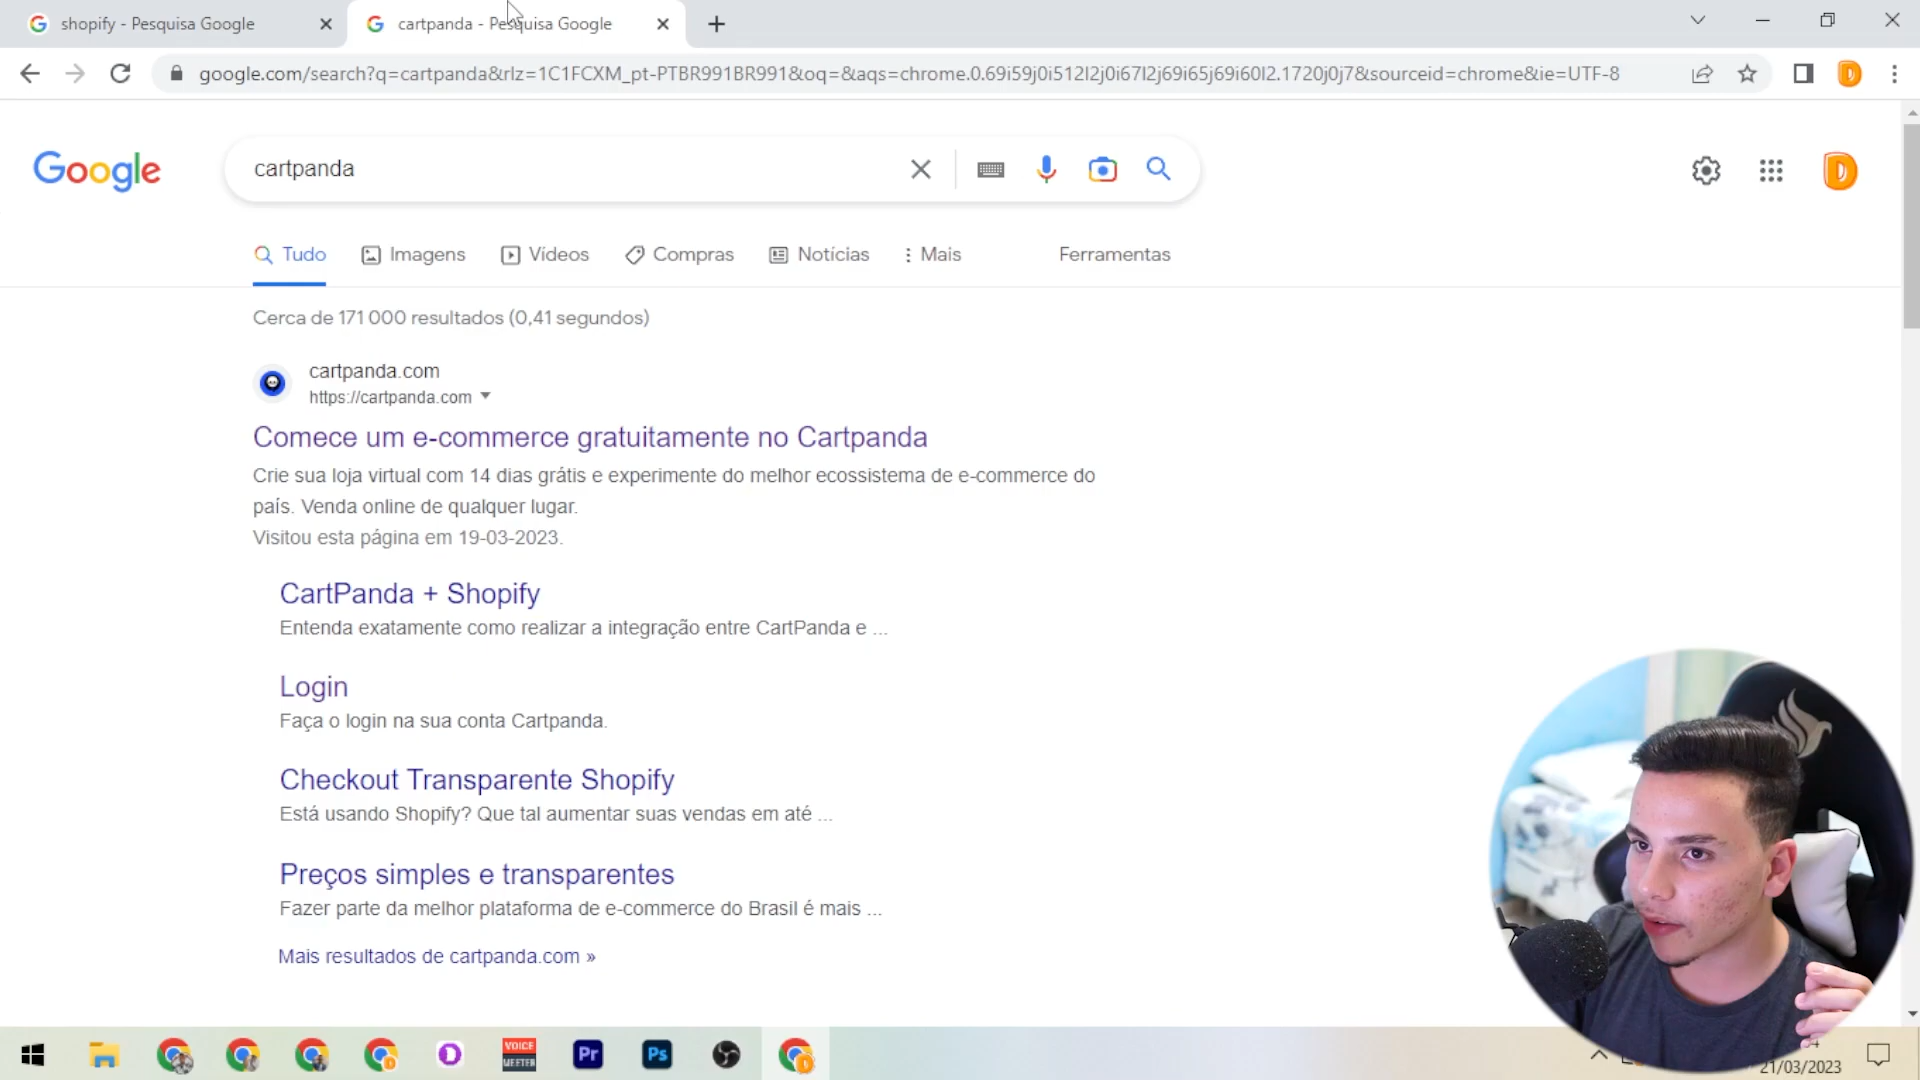 shopify - Pesquisa Google
cartpanda - Pesquisa Google
google.com/search?q=cartpanda&rlz=1C1FCXM_pt-PTBR991BR991&oq=&aqs=chrome.0.69i59j0i512l2j0i67l2j69i65j69i60l2.1720j0j7&sourceid=chrome&ie=UTF-8
Google
cartpanda
Tudo
Imagens
Vídeos
Compras
Notícias
Mais
Ferramentas
Cerca de 171 000 resultados (0,41 segundos)
cartpanda.com
https://cartpanda.com
Comece um e-commerce gratuitamente no Cartpanda
Crie sua loja virtual com 14 dias grátis e experimente do melhor ecossistema de e-commerce do
país. Venda online de qualquer lugar.
Visitou esta página em 19-03-2023.
CartPanda + Shopify
Entenda exatamente como realizar a integração entre CartPanda e ...
Login
Faça o login na sua conta Cartpanda.
Checkout Transparente Shopify
Está usando Shopify? Que tal aumentar suas vendas em até ...
Preços simples e transparentes
Fazer parte da melhor plataforma de e-commerce do Brasil é mais ...
Mais resultados de cartpanda.com »
VOICE
MEETER
Pr
Ps
21/03/2023